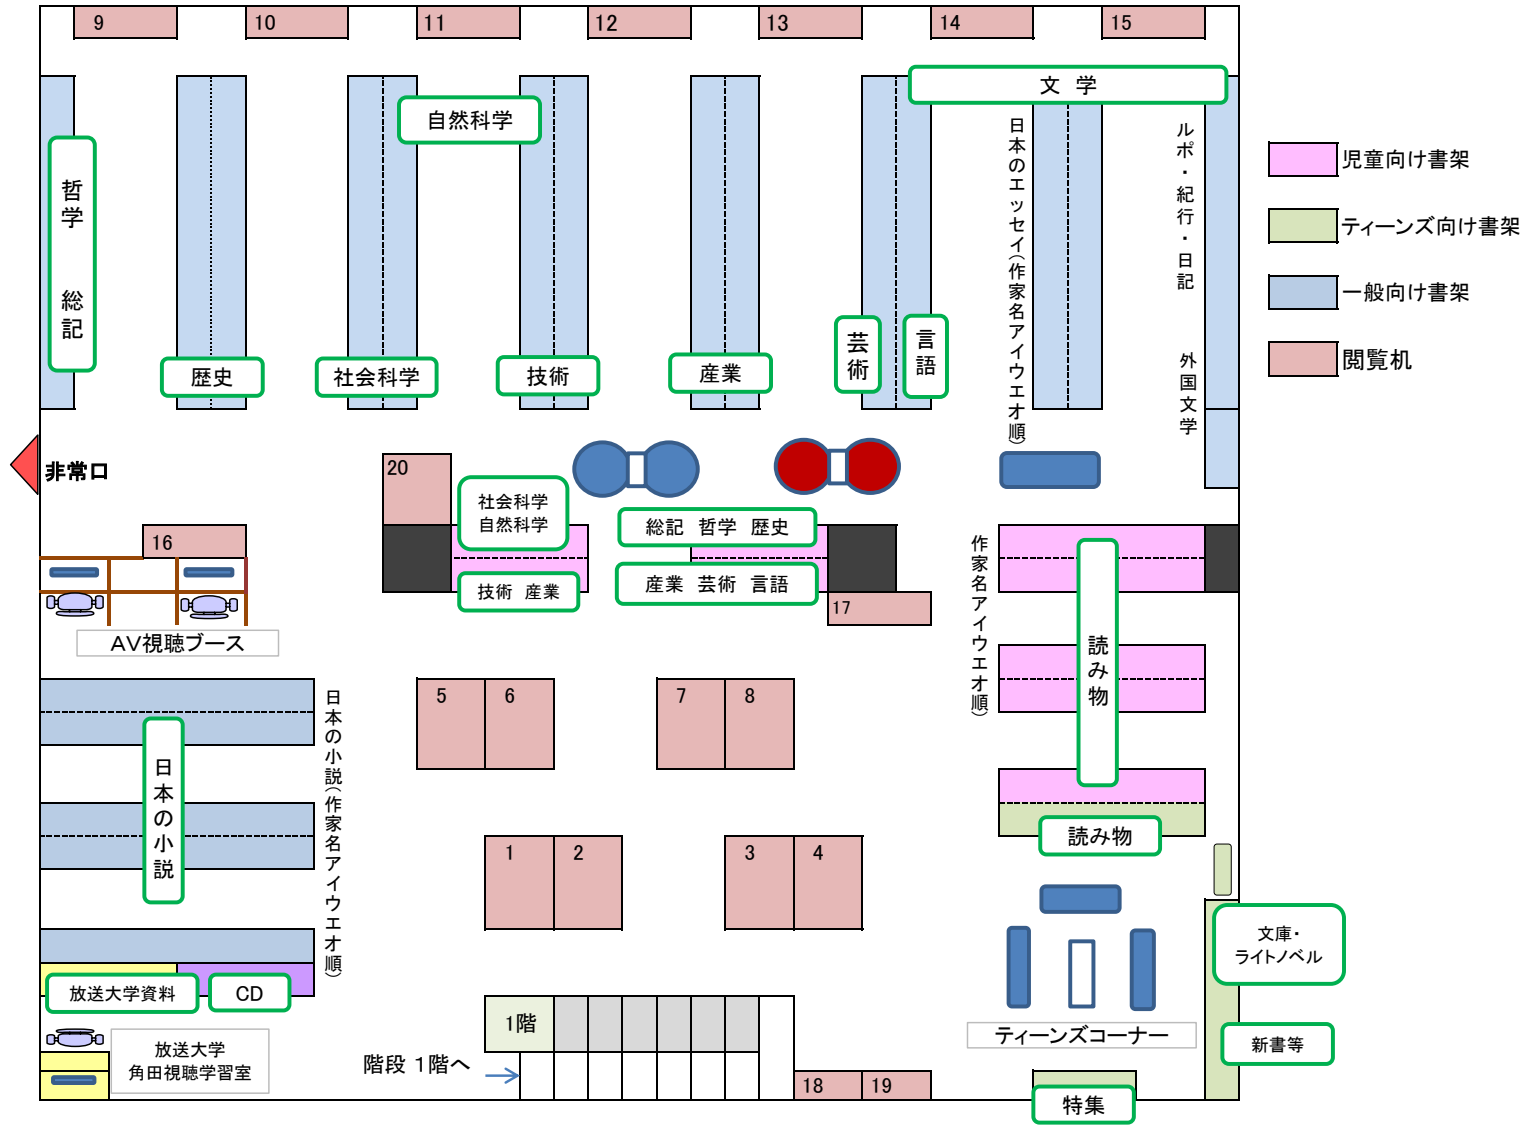 9
10
11
12
13
14
15
文 学
自然科学
哲学 総記
歴史
社会科学
技術
産業
芸術
言語
日本のエッセイ（作家名アイウエオ順）
ルポ・紀行・日記
外国文学
児童向け書架
ティーンズ向け書架
一般向け書架
閲覧机
非常口
20
社会科学
自然科学
技術 産業
総記 哲学 歴史
産業 芸術 言語
17
16
AV視聴ブース
作家名アイウエオ順）
読み物
読み物
日本の小説
日本の小説（作家名アイウエオ順）
5
6
7
8
1
2
3
4
放送大学資料
CD
放送大学
角田視聴学習室
1階
階段 1階へ
18
19
ティーンズコーナー
文庫・
ライトノベル
新書等
特集